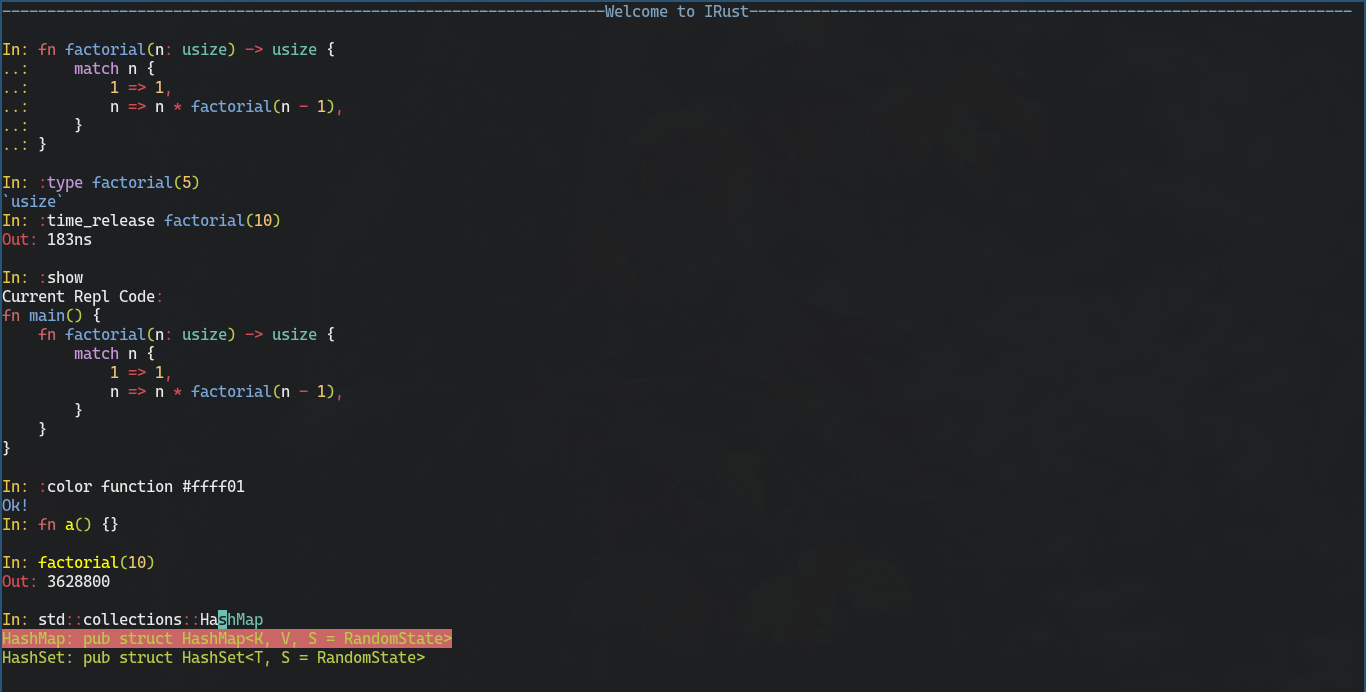 Welcome to IRust
In: fn factorial(n: usize) -> usize {
..:     match n {
..:         1 => 1,
..:         n => n * factorial(n - 1),
..:     }
..: }
In: :type factorial(5)
`usize`
In: :time_release factorial(10)
Out: 183ns
In: :show
Current Repl Code:
fn main() {
    fn factorial(n: usize) -> usize {
        match n {
            1 => 1,
            n => n * factorial(n - 1),
        }
    }
}
In: :color function #ffff01
Ok!
In: fn a() {}
In: factorial(10)
Out: 3628800
In: std::collections::HashMap
HashMap: pub struct HashMap<K, V, S = RandomState>
HashSet: pub struct HashSet<T, S = RandomState>